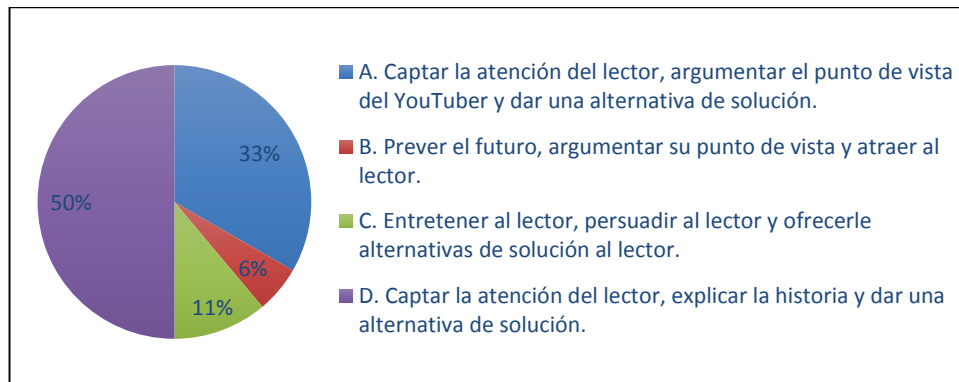 A. Captar la atención del lector, argumentar el punto de vista
del YouTuber y dar una alternativa de solución.
33%
B. Prever el futuro, argumentar su punto de vista y atraer al
lector.
50%
C. Entretener al lector, persuadir al lector y ofrecerle
alternativas de solución al lector.
6%
11%
D. Captar la atención del lector, explicar la historia y dar una
alternativa de solución.